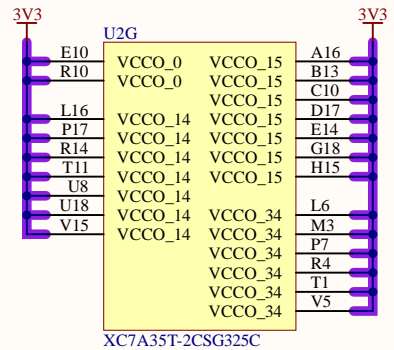 3V3 3V3
U2G
E10 VCCO_0 VCCO_15 A16
R10 VCCO_0 VCCO_15 B13
VCCO_15 C10
L16 VCCO_14 VCCO_15 D17
P17 VCCO_14 VCCO_15 E14
R14 VCCO_14 VCCO_15 G18
T11 VCCO_14 VCCO_15 H15
U8 VCCO_14
U18 VCCO_14 VCCO_34 L6
V15 VCCO_14 VCCO_34 M3
VCCO_34 P7
VCCO_34 R4
VCCO_34 T1
VCCO_34 V5
XC7A35T-2CSG325C